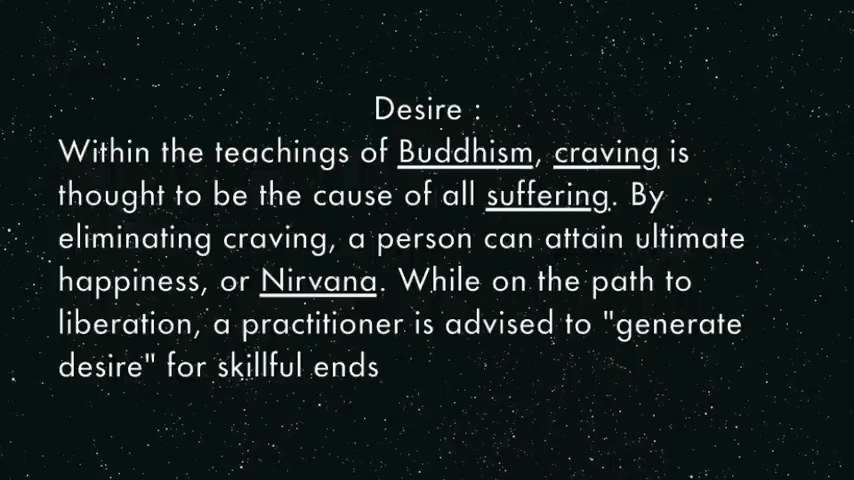 Desire :
Within the teachings of Buddhism, craving is
thought to be the cause of all suffering. By
eliminating craving, a person can attain ultimate
happiness, or Nirvana. While on the path to
liberation, a practitioner is advised to "generate
desire" for skillful ends